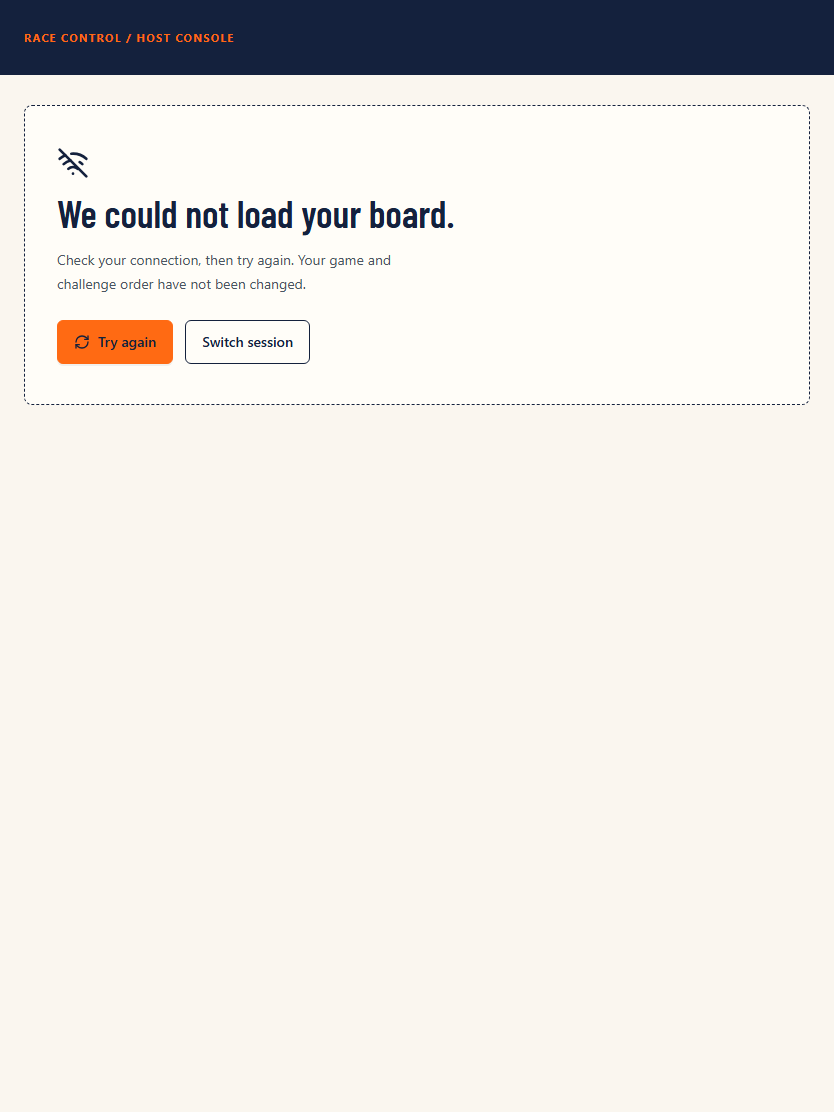 RACE CONTROL / HOST CONSOLE
We could not load your board.
Check your connection, then try again. Your game and
challenge order have not been changed.
Try again
Switch session